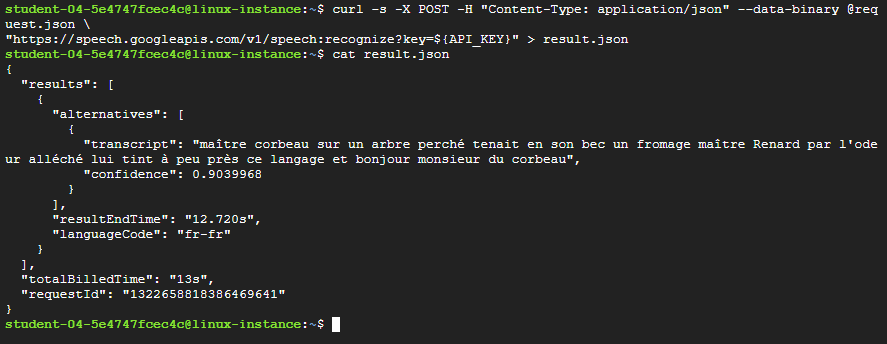 student-04-5e4747fcec4c@linux-instance:~$ curl -s -X POST -H "Content-Type: application/json" --data-binary @req
uest.json \
"https://speech.googleapis.com/v1/speech:recognize?key=${API_KEY}" > result.json
student-04-5e4747fcec4c@linux-instance:~$ cat result.json
{
  "results": [
    {
      "alternatives": [
        {
          "transcript": "maître corbeau sur un arbre perché tenait en son bec un fromage maître Renard par l'ode
ur alléché lui tint à peu près ce langage et bonjour monsieur du corbeau",
          "confidence": 0.9039968
        }
      ],
      "resultEndTime": "12.720s",
      "languageCode": "fr-fr"
    }
  ],
  "totalBilledTime": "13s",
  "requestId": "1322658818386469641"
}
student-04-5e4747fcec4c@linux-instance:~$